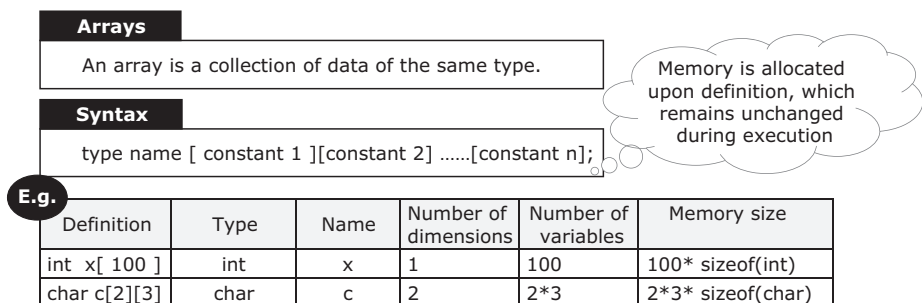 Arrays
An array is a collection of data of the same type.
Syntax
type name [ constant 1 ][constant 2] ......[constant n];
Memory is allocated
upon definition, which
remains unchanged
during execution
E.g.
Definition Type Name Number of dimensions Number of variables Memory size
int x[ 100 ] int x 1 100 100* sizeof(int)
char c[2][3] char c 2 2*3 2*3* sizeof(char)